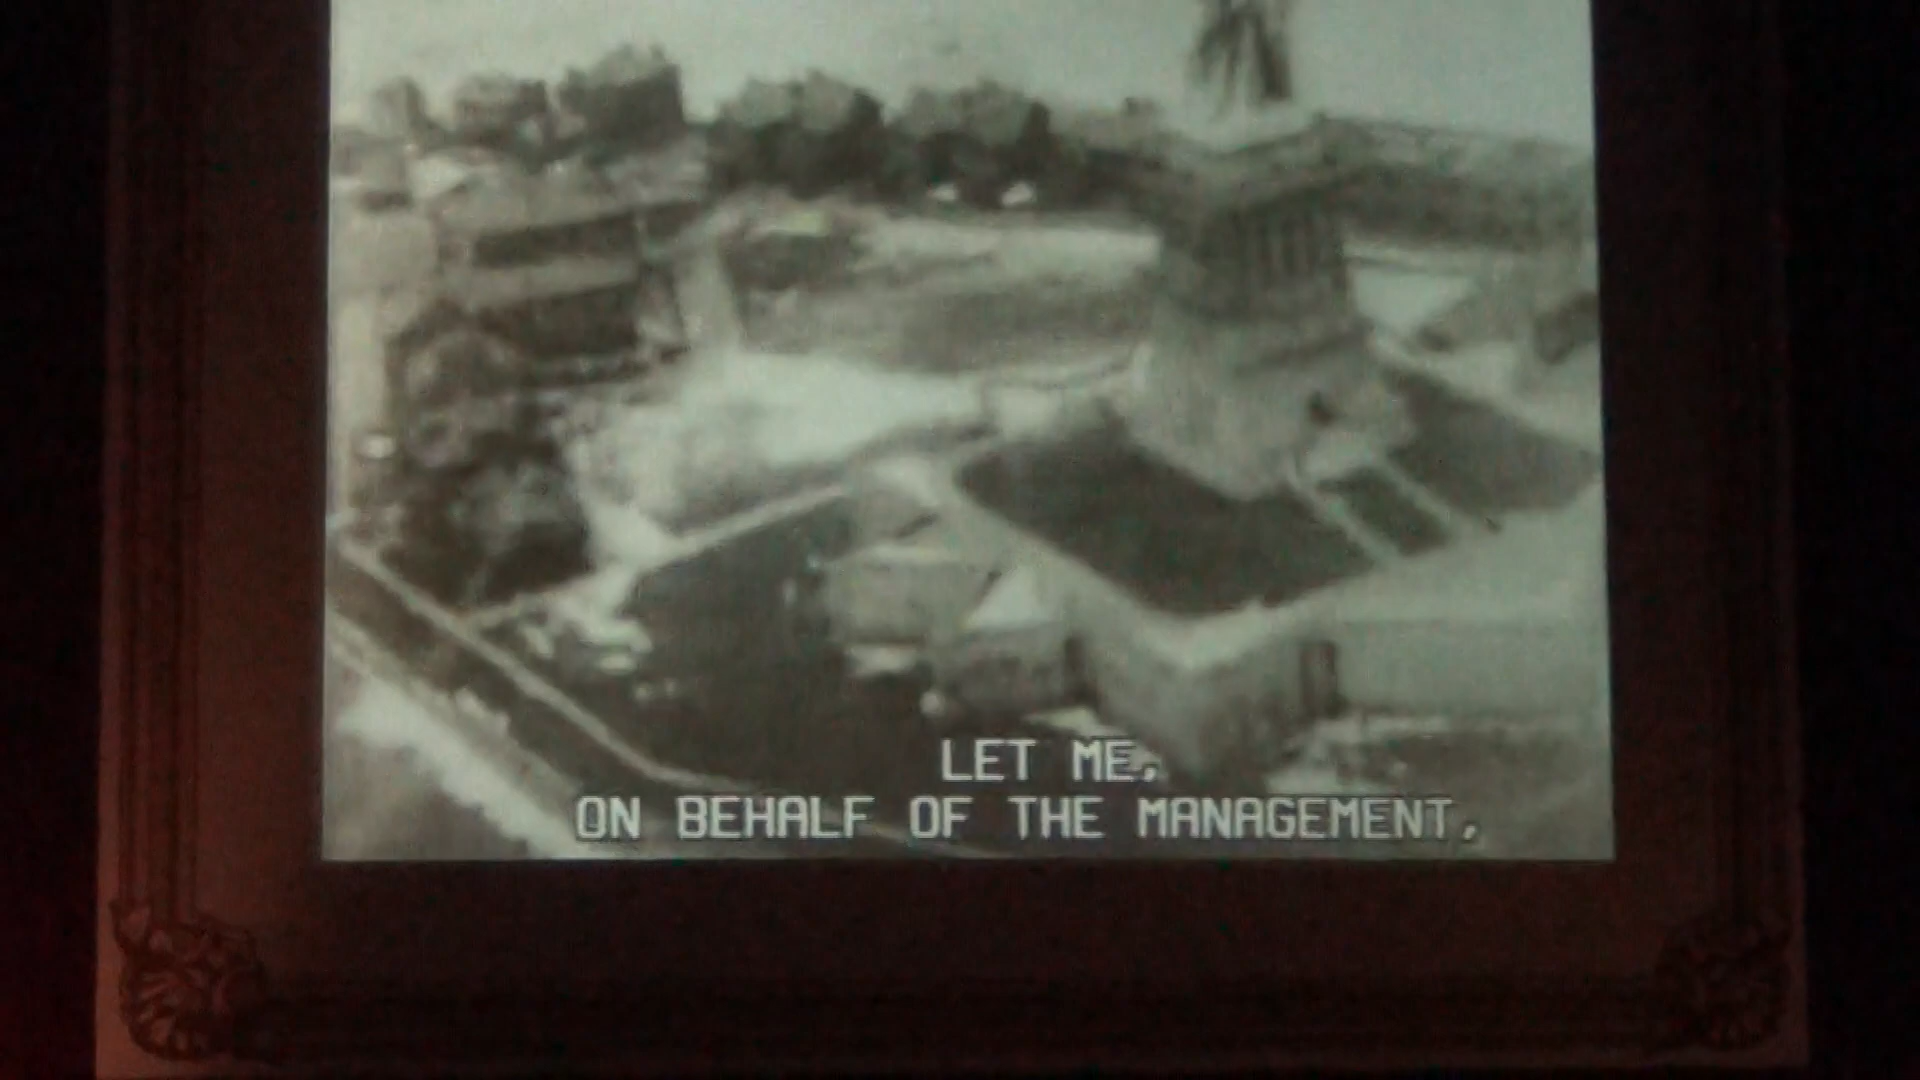 LET ME,
ON BEHALF OF THE MANAGEMENT,